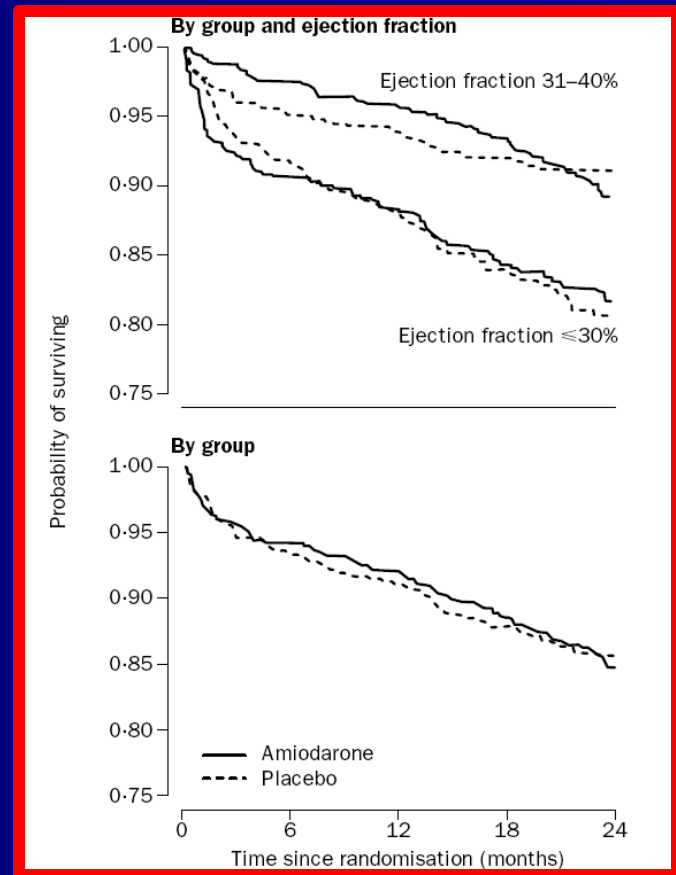 By group and ejection fraction
1·00
0·95
0·90
0·85
0·80
0·75
Ejection fraction 31–40%
Ejection fraction ⩽30%
Probability of surviving
By group
1·00
0·95
0·90
0·85
0·80
0·75
Amiodarone
Placebo
0 6 12 18 24
Time since randomisation (months)